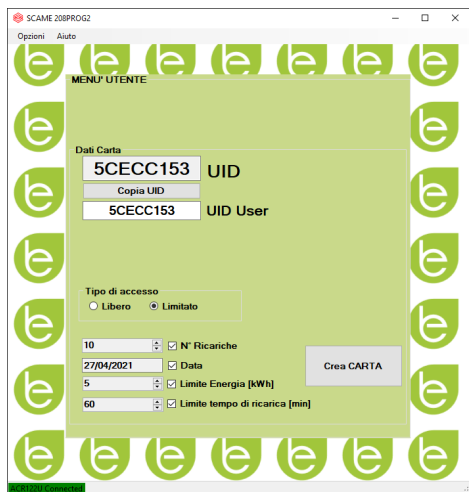 SCAME 208PROG2
Opzioni Aiuto
MENU' UTENTE
Dati Carta
5CECC153 UID
Copia UID
5CECC153 UID User
Tipo di accesso
Libero Limitato
10 N° Ricariche
27/04/2021 Data
5 Limite Energia [kWh]
60 Limite tempo di ricarica [min]
Crea CARTA
ACR122U Connected